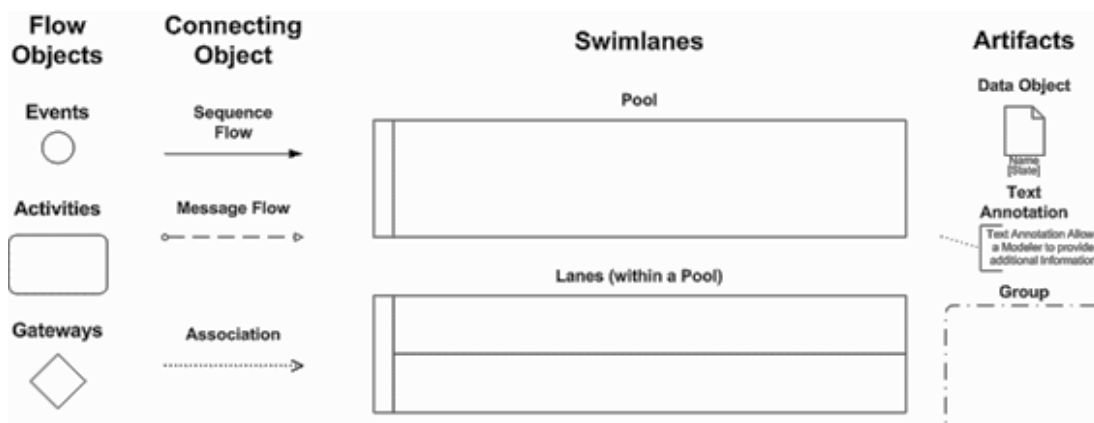 Flow
Objects
Events
Activities
Gateways
Connecting
Object
Sequence
Flow
Message Flow
Association
Swimlanes
Pool
Lanes (within a Pool)
Artifacts
Data Object
Name
[State]
Text
Annotation
Text Annotation Allow
a Modeler to provide
additional Information
Group